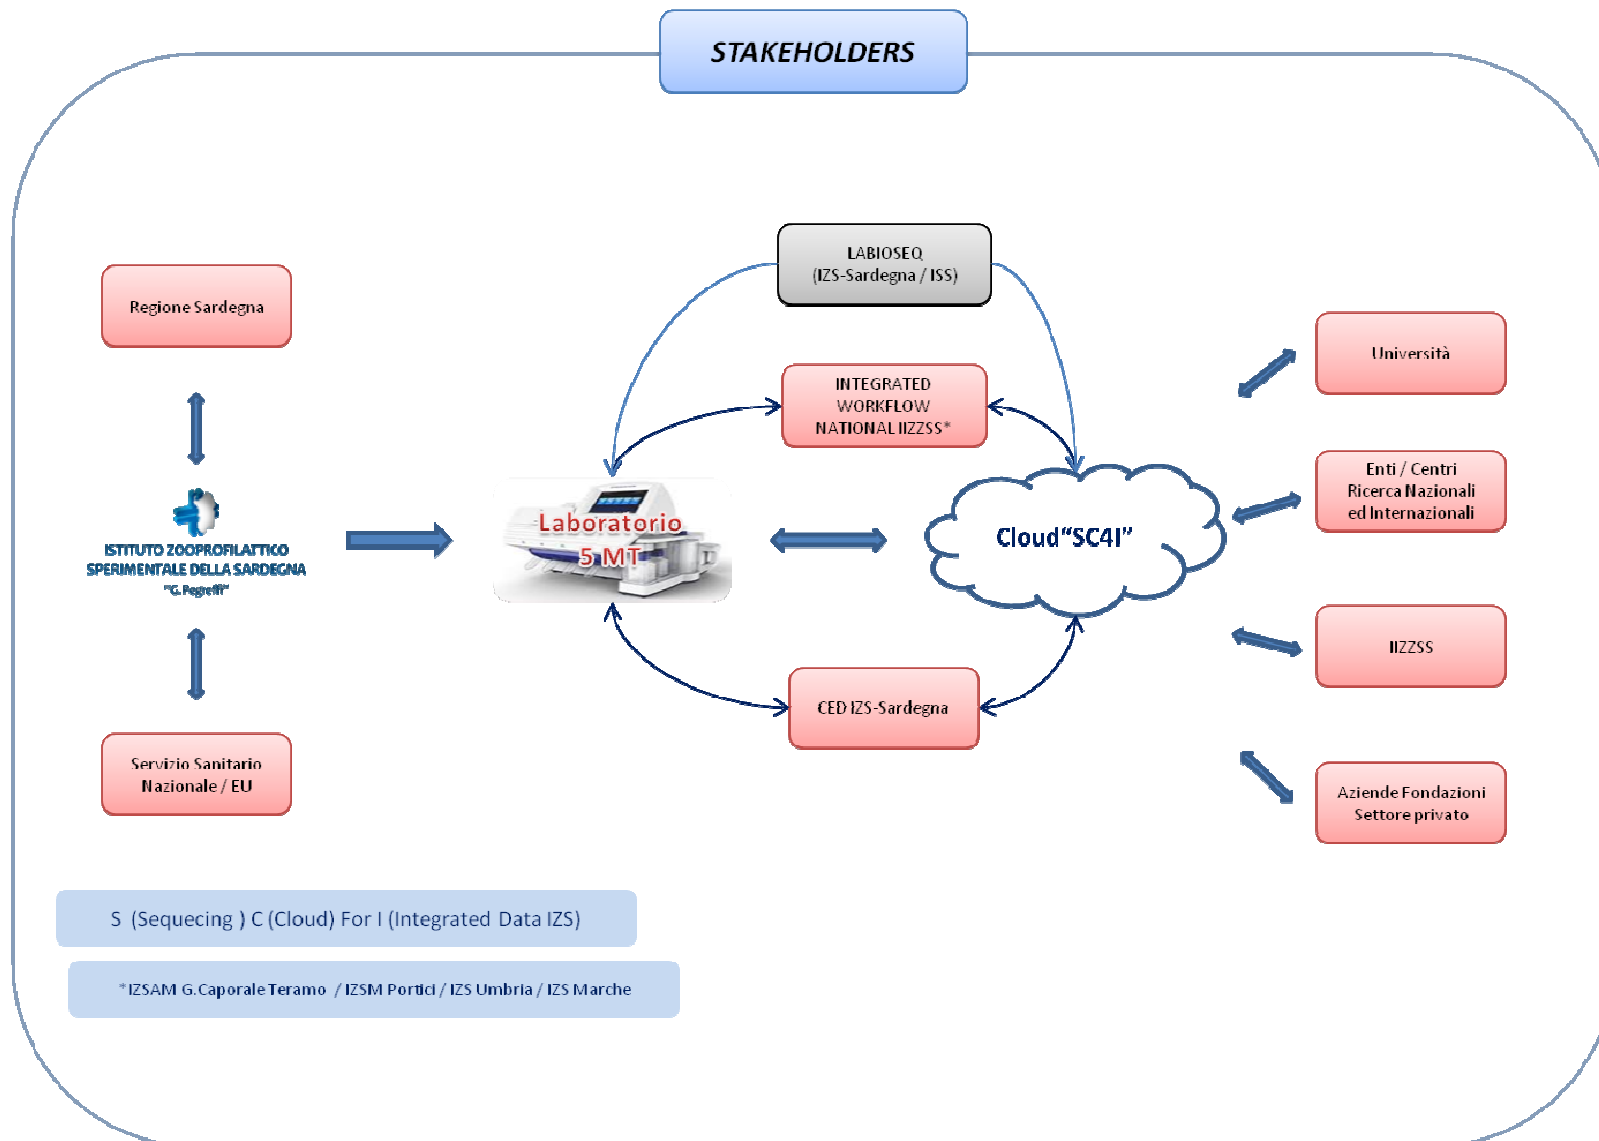 STAKEHOLDERS
LABIOSEQ
(IZS-Sardegna / ISS)
Regione Sardegna
INTEGRATED
WORKFLOW
NATIONAL IIZZSS*
Università
Enti / Centri
Ricerca Nazionali
ed Internazionali
ISTITUTO ZOOPROFILATTICO
SPERIMENTALE DELLA SARDEGNA
"G. Pegreffi"
Laboratorio
5 MT
Cloud"SC4I"
IIZZSS
CED IZS-Sardegna
Servizio Sanitario
Nazionale / EU
Aziende Fondazioni
Settore privato
S (Sequecing ) C (Cloud) For I (Integrated Data IZS)
*IZSAM G.Caporale Teramo / IZSM Portici / IZS Umbria / IZS Marche